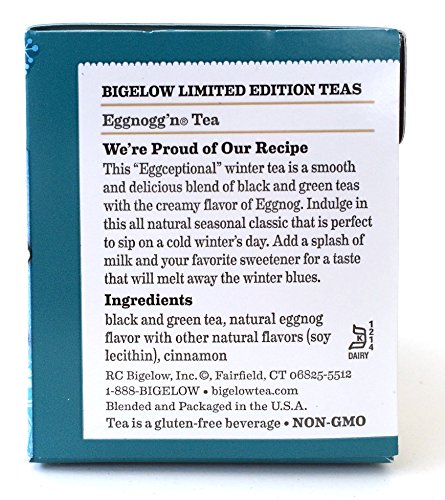 BIGELOW LIMITED EDITION TEAS
Eggnogg'n® Tea
We're Proud of Our Recipe
This "Eggceptional" winter tea is a smooth
and delicious blend of black and green teas
with the creamy flavor of Eggnog. Indulge in
this all natural seasonal classic that is perfect
to sip on a cold winter's day. Add a splash of
milk and your favorite sweetener for a taste
that will melt away the winter blues.
Ingredients
black and green tea, natural eggnog
flavor with other natural flavors (soy
lecithin), cinnamon
K
1
2
1
4
DAIRY
RC Bigelow, Inc. ©, Fairfield, CT 06825-5512
1-888-BIGELOW • bigelowtea.com
Blended and Packaged in the U.S.A.
Tea is a gluten-free beverage • NON-GMO